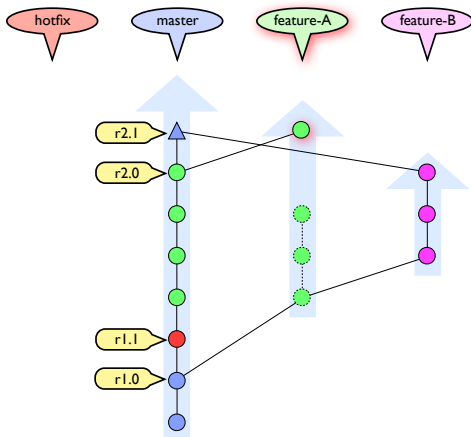 hotfix
master
feature-A
feature-B
r2.1
r2.0
r1.1
r1.0